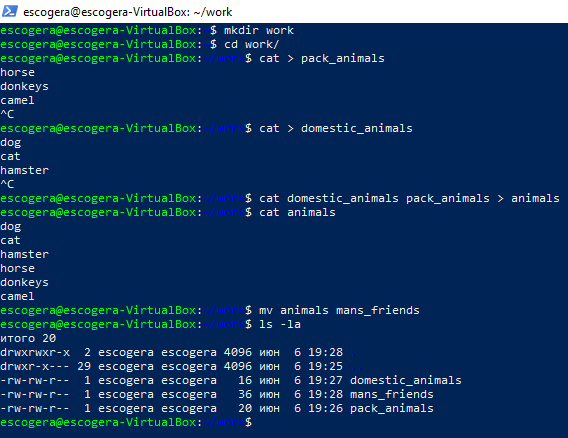 escogera@escogera-VirtualBox: ~/work
escogera@escogera-VirtualBox:~$ mkdir work
escogera@escogera-VirtualBox:~$ cd work/
escogera@escogera-VirtualBox:~/work$ cat > pack_animals
horse
donkeys
camel
^C
escogera@escogera-VirtualBox:~/work$ cat > domestic_animals
dog
cat
hamster
^C
escogera@escogera-VirtualBox:~/work$ cat domestic_animals pack_animals > animals
escogera@escogera-VirtualBox:~/work$ cat animals
dog
cat
hamster
horse
donkeys
camel
escogera@escogera-VirtualBox:~/work$ mv animals mans_friends
escogera@escogera-VirtualBox:~/work$ ls -la
итого 20
drwxrwxr-x  2 escogera escogera 4096 июн  6 19:28
drwxr-x--- 29 escogera escogera 4096 июн  6 19:25
-rw-rw-r--  1 escogera escogera   16 июн  6 19:27 domestic_animals
-rw-rw-r--  1 escogera escogera   36 июн  6 19:28 mans_friends
-rw-rw-r--  1 escogera escogera   20 июн  6 19:26 pack_animals
escogera@escogera-VirtualBox:~/work$